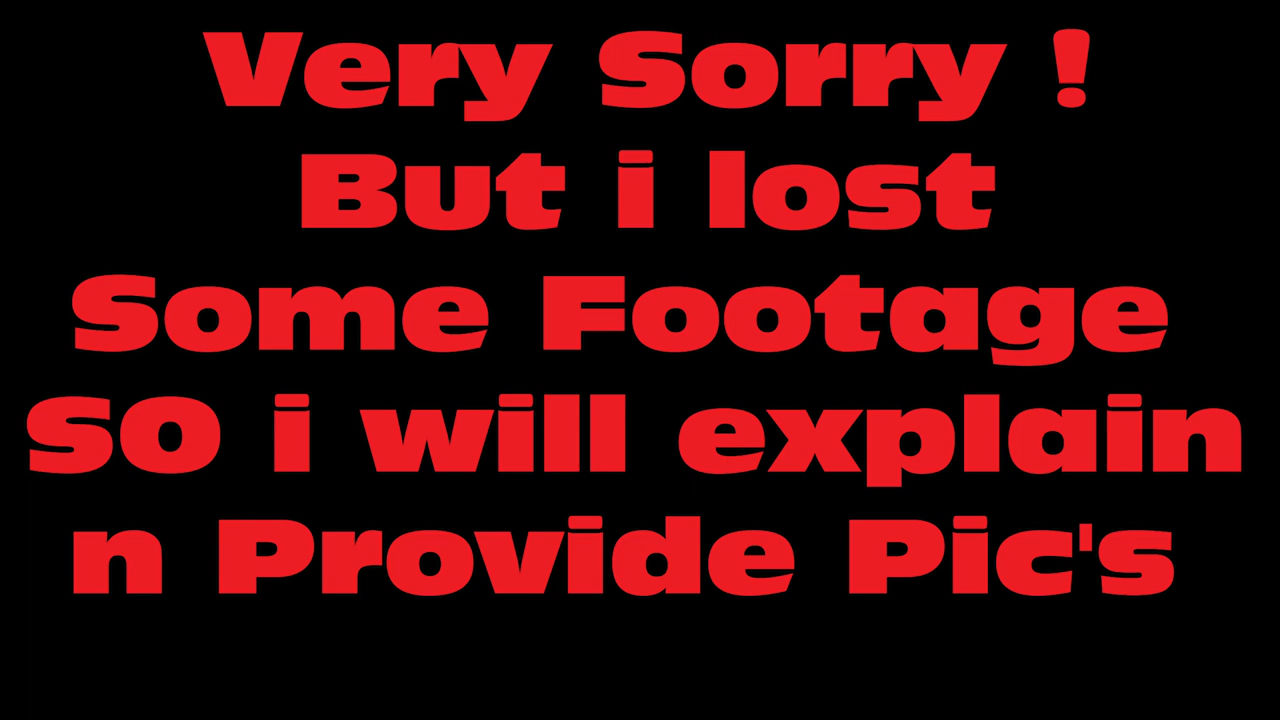 Very Sorry !
But i lost
Some Footage
SO i will explain
n Provide Pic's